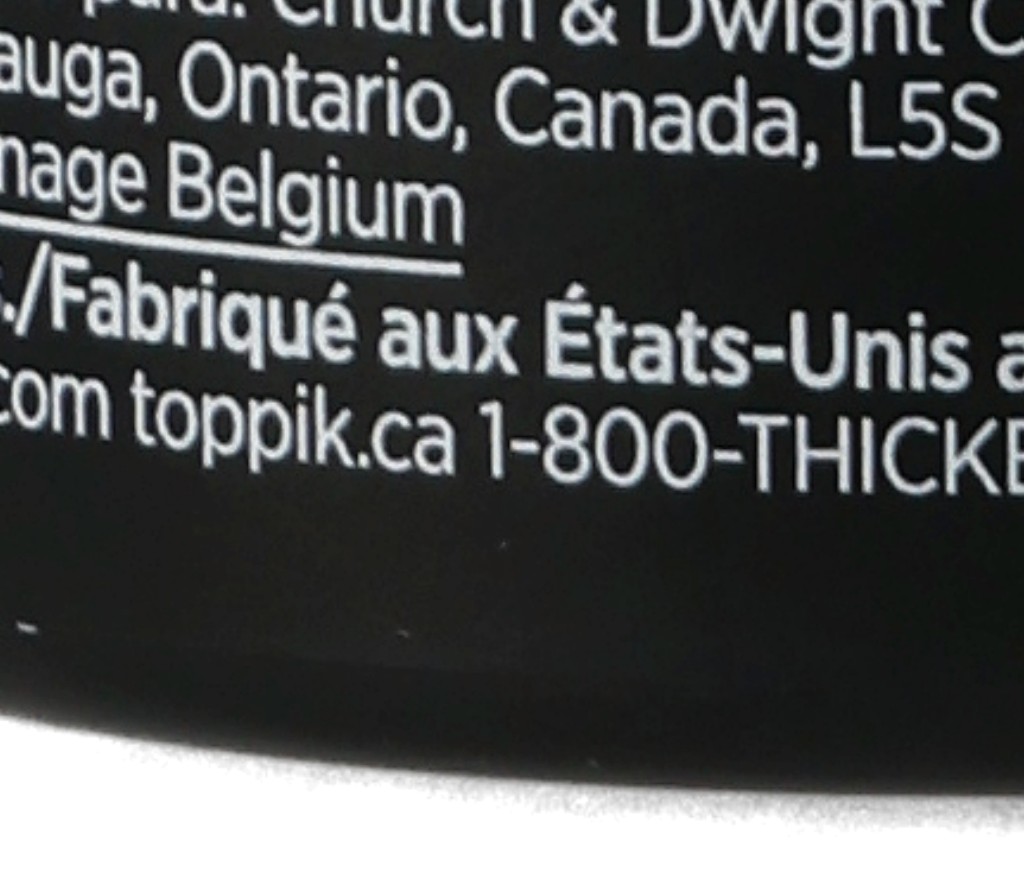 Church & Dwight C
auga, Ontario, Canada, L5S
nage Belgium
./Fabriqué aux États-Unis a
com toppik.ca 1-800-THICKE